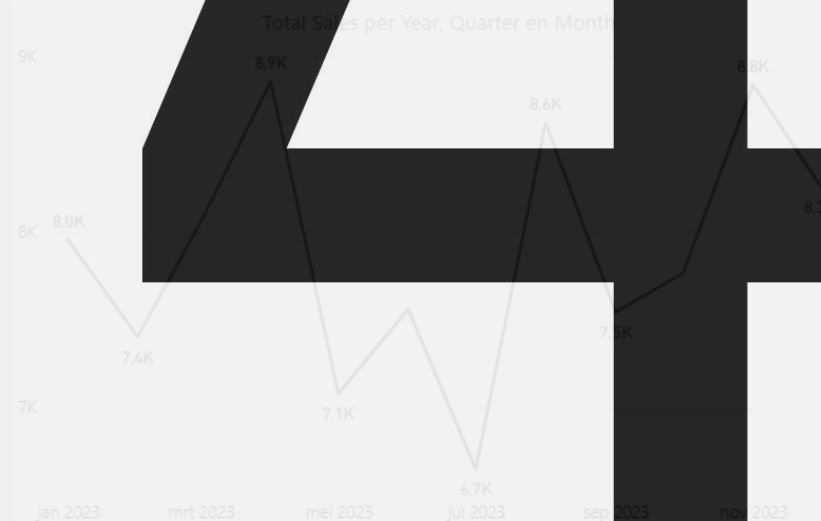 Total Sales per Year, Quarter en Month
9K
8.9K
8.8K
8.6K
8K
8.0K
7.4K
7.5K
7K
7.1K
6.7K
jan 2023 mrt 2023 mei 2023 jul 2023 sep 2023 nov 2023
4